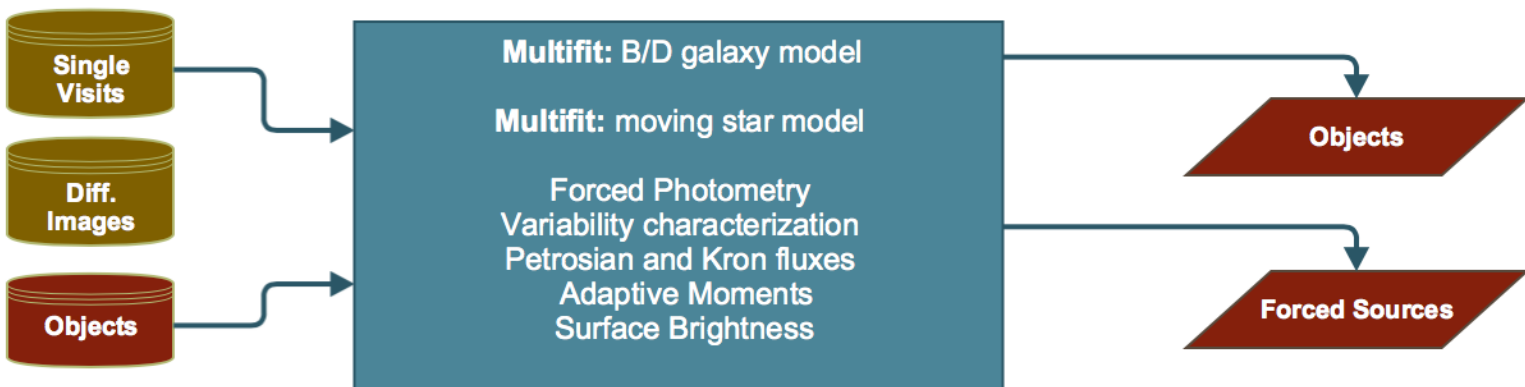 Single
Visits
Diff.
Images
Objects
Multifit: B/D galaxy model
Multifit: moving star model
Forced Photometry
Variability characterization
Petrosian and Kron fluxes
Adaptive Moments
Surface Brightness
Objects
Forced Sources